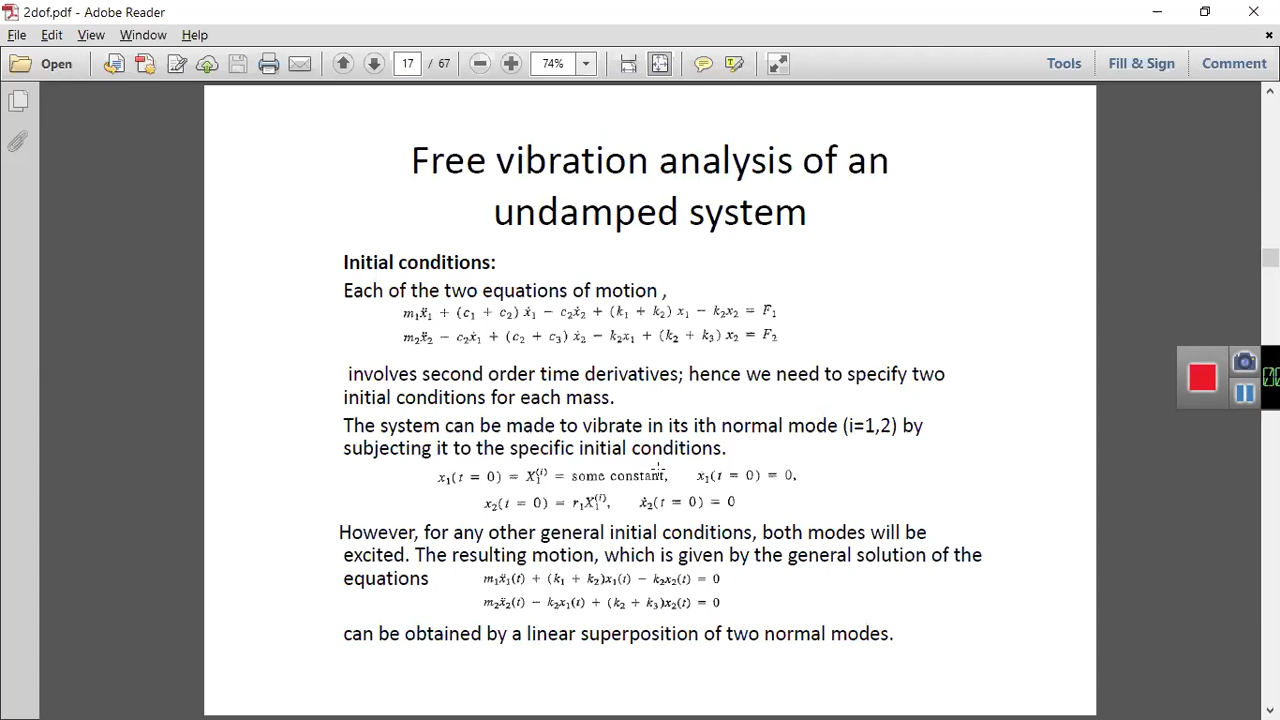 2dof.pdf - Adobe Reader
File Edit View Window Help
Open 17 / 67 74% Tools Fill & Sign Comment
Free vibration analysis of an
undamped system
Initial conditions:
Each of the two equations of motion ,
m₁ẍ₁ + (c₁ + c₂) ẋ₁ − c₂ẋ₂ + (k₁ + k₂) x₁ − k₂x₂ = F₁
m₂ẍ₂ − c₂ẋ₁ + (c₂ + c₃) ẋ₂ − k₂x₁ + (k₂ + k₃) x₂ = F₂
involves second order time derivatives; hence we need to specify two
initial conditions for each mass.
The system can be made to vibrate in its ith normal mode (i=1,2) by
subjecting it to the specific initial conditions.
x₁(t = 0) = X₁⁽ⁱ⁾ = some constant, ẋ₁(t = 0) = 0,
x₂(t = 0) = r₁X₁⁽ⁱ⁾, ẋ₂(t = 0) = 0
However, for any other general initial conditions, both modes will be
excited. The resulting motion, which is given by the general solution of the
equations m₁ẍ₁(t) + (k₁ + k₂)x₁(t) − k₂x₂(t) = 0
m₂ẍ₂(t) − k₂x₁(t) + (k₂ + k₃)x₂(t) = 0
can be obtained by a linear superposition of two normal modes.